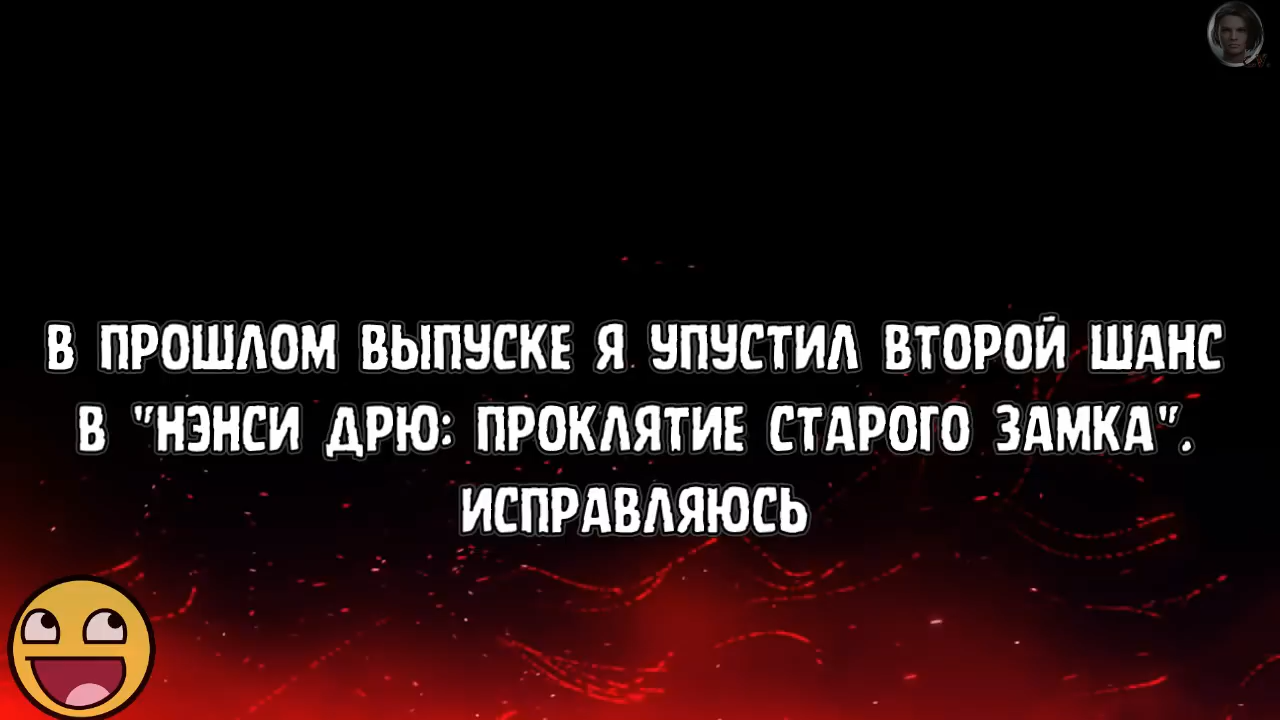 В ПРОШЛОМ ВЫПУСКЕ Я УПУСТИЛ ВТОРОЙ ШАНС
В "НЭНСИ ДРЮ: ПРОКЛЯТИЕ СТАРОГО ЗАМКА".
ИСПРАВЛЯЮСЬ